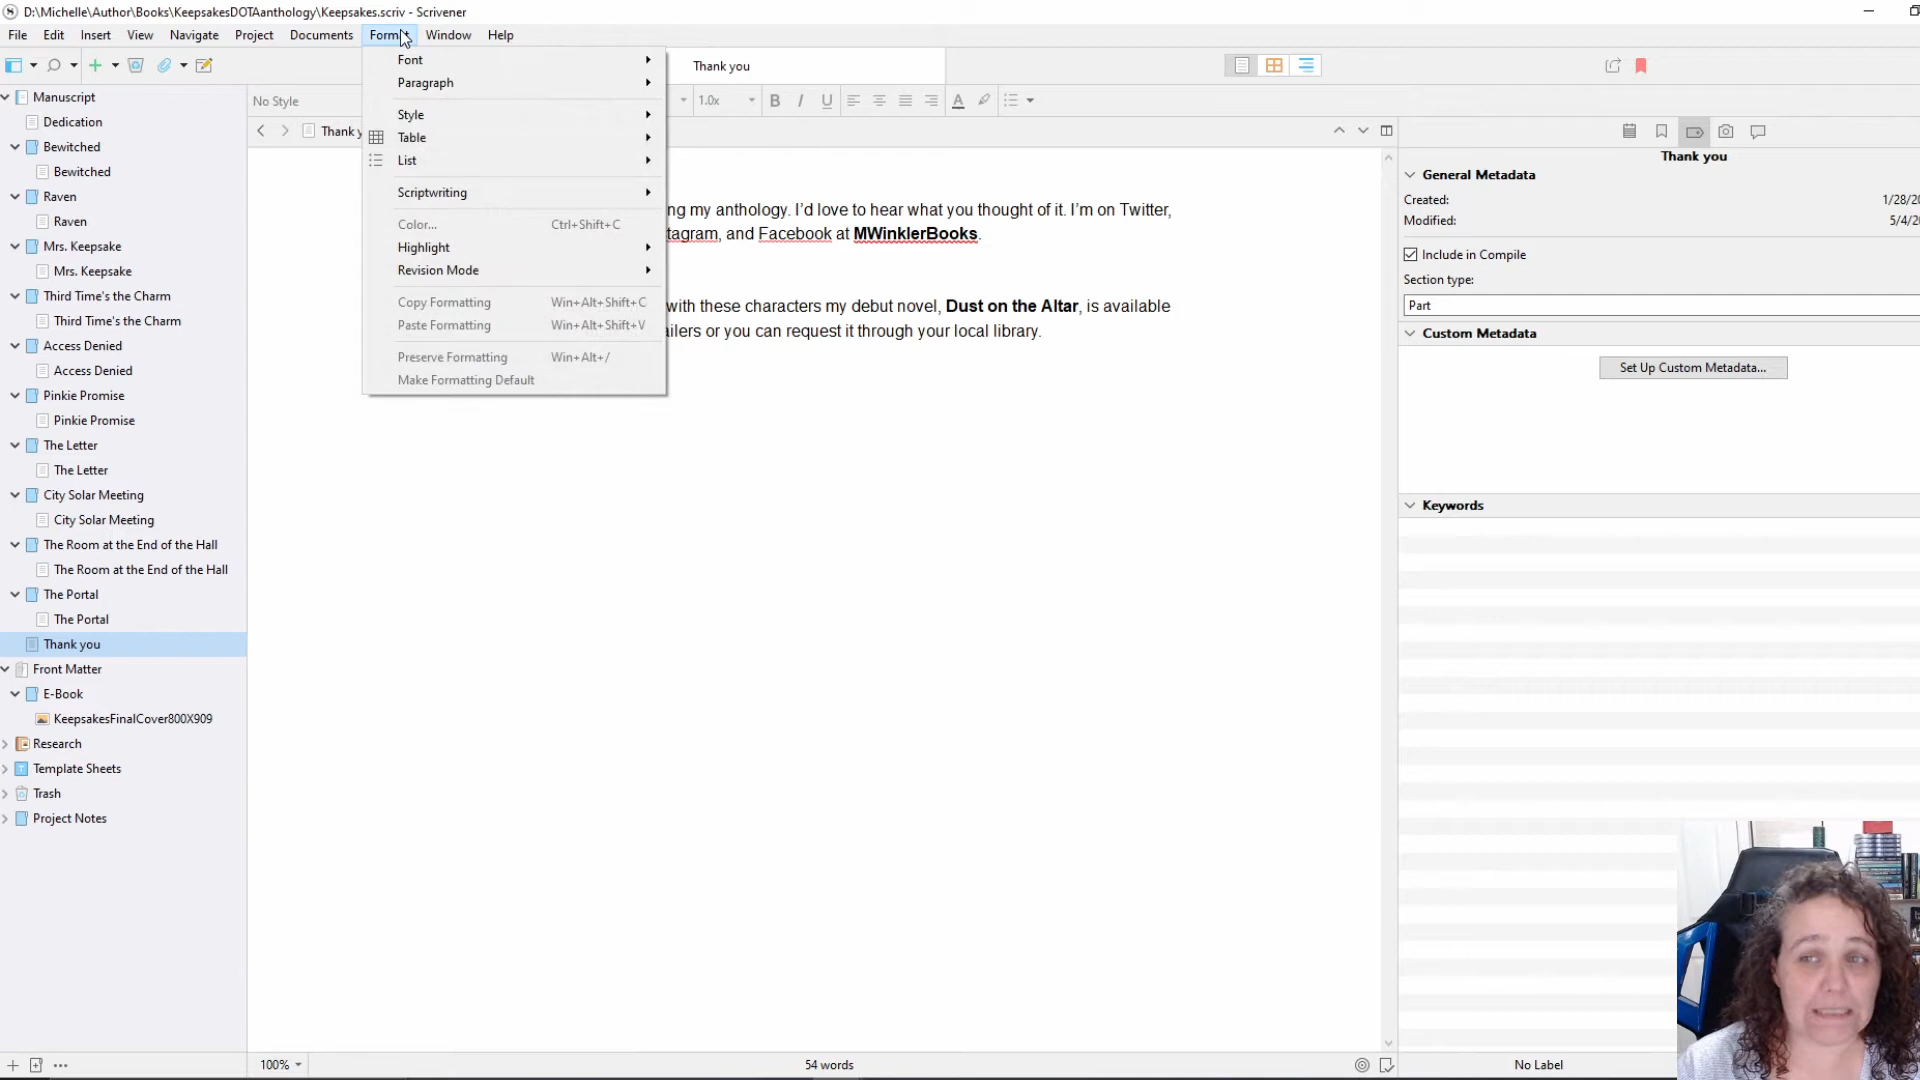 D:\Michelle\Author\Books\KeepsakesDOTAanthology\Keepsakes.scriv - Scrivener
File Edit Insert View Navigate Project Documents Format Window Help
Thank you
No Style
1.0x
B I U A
Thank y
Manuscript
Dedication
Bewitched
Bewitched
Raven
Raven
Mrs. Keepsake
Mrs. Keepsake
Third Time's the Charm
Third Time's the Charm
Access Denied
Access Denied
Pinkie Promise
Pinkie Promise
The Letter
The Letter
City Solar Meeting
City Solar Meeting
The Room at the End of the Hall
The Room at the End of the Hall
The Portal
The Portal
Thank you
Front Matter
E-Book
KeepsakesFinalCover800X909
Research
Template Sheets
Trash
Project Notes
Font
Paragraph
Style
Table
List
Scriptwriting
Color... Ctrl+Shift+C
Highlight
Revision Mode
Copy Formatting Win+Alt+Shift+C
Paste Formatting Win+Alt+Shift+V
Preserve Formatting Win+Alt+/
Make Formatting Default
ng my anthology. I'd love to hear what you thought of it. I'm on Twitter,
tagram, and Facebook at MWinklerBooks.
with these characters my debut novel, Dust on the Altar, is available
ailers or you can request it through your local library.
Thank you
General Metadata
Created: 1/28/20
Modified: 5/4/2
Include in Compile
Section type:
Part
Custom Metadata
Set Up Custom Metadata...
Keywords
100%
54 words
No Label